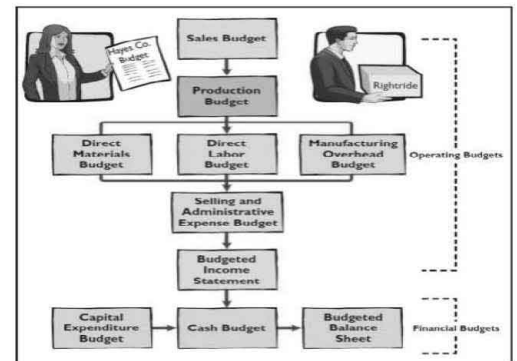 Hayes Co.
Budget
Sales Budget
Rightride
Production
Budget
Direct
Materials
Budget
Direct
Labor
Budget
Manufacturing
Overhead
Budget
Operating Budgets
Selling and
Administrative
Expense Budget
Budgeted
Income
Statement
Capital
Expenditure
Budget
Cash Budget
Budgeted
Balance
Sheet
Financial Budgets